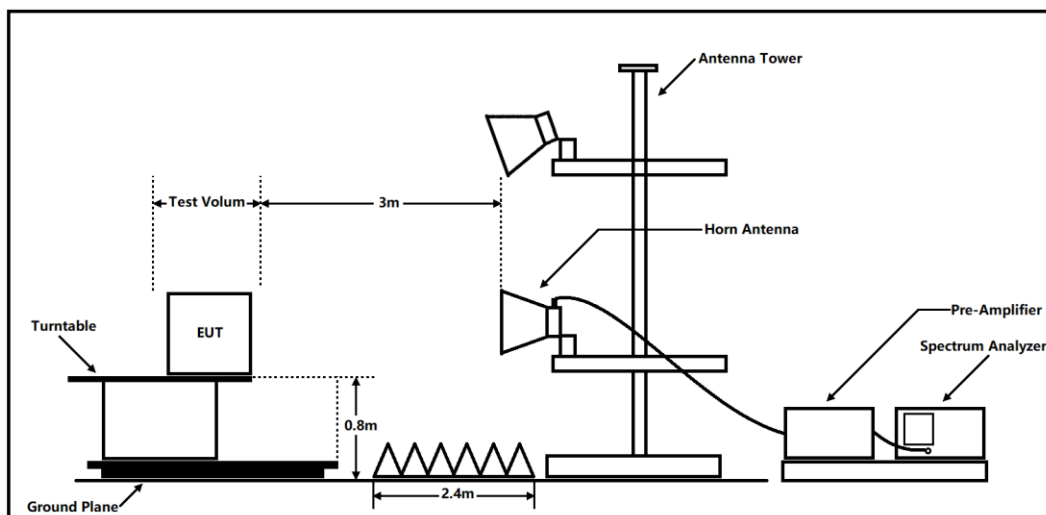 Antenna Tower
Test Volum
3m
Horn Antenna
EUT
Turntable
Pre-Amplifier
Spectrum Analyzer
0.8m
2.4m
Ground Plane